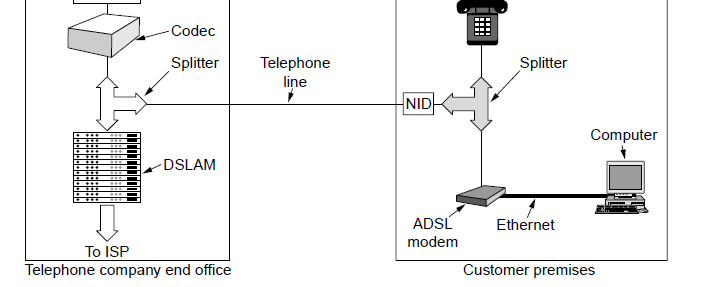 Codec
Splitter
Telephone
line
Splitter
NID
Computer
DSLAM
ADSL
modem
Ethernet
To ISP
Telephone company end office
Customer premises